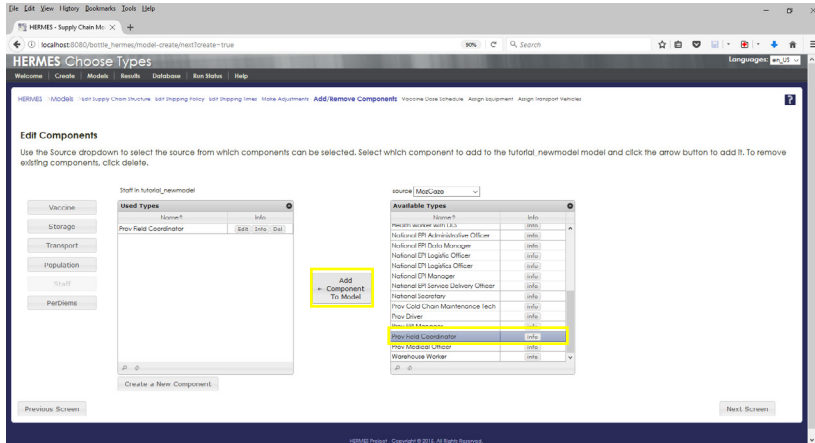 File Edit View History Bookmarks Tools Help
HERMES - Supply Chain Mo
localhost:8080/bottle_hermes/model-create/next?create=true
90%
Search
HERMES Choose Types
Languages: en_US
Welcome Create Models Results Database Run Status Help
HERMES Models Edit Supply Chain Structure Edit Shipping Policy Edit Shipping Times Make Adjustments Add/Remove Components Vaccine Dose Schedule Assign Equipment Assign Transport Vehicles
?
Edit Components
Use the Source dropdown to select the source from which components can be selected. Select which component to add to the tutorial_newmodel model and click the arrow button to add it. To remove
existing components, click delete.
Staff in tutorial_newmodel
source MozGaza
Vaccine
Storage
Transport
Population
Staff
PerDiems
Used Types
Name
Info
Prov Field Coordinator
Edit Info Del
Create a New Component
Add
Component
To Model
Available Types
Name
Info
Health Worker with UCS Info
National EPI Administrative Officer Info
National EPI Data Manager Info
National EPI Logistic Officer Info
National EPI Logistics Officer Info
National EPI Manager Info
National EPI Service Delivery Officer Info
National Secretary Info
Prov Cold Chain Maintenance Tech Info
Prov Driver Info
Prov EPI Manager Info
Prov Field Coordinator Info
Prov Medical Officer Info
Warehouse Worker Info
Previous Screen
Next Screen
HERMES Project Copyright © 2015, All Rights Reserved.